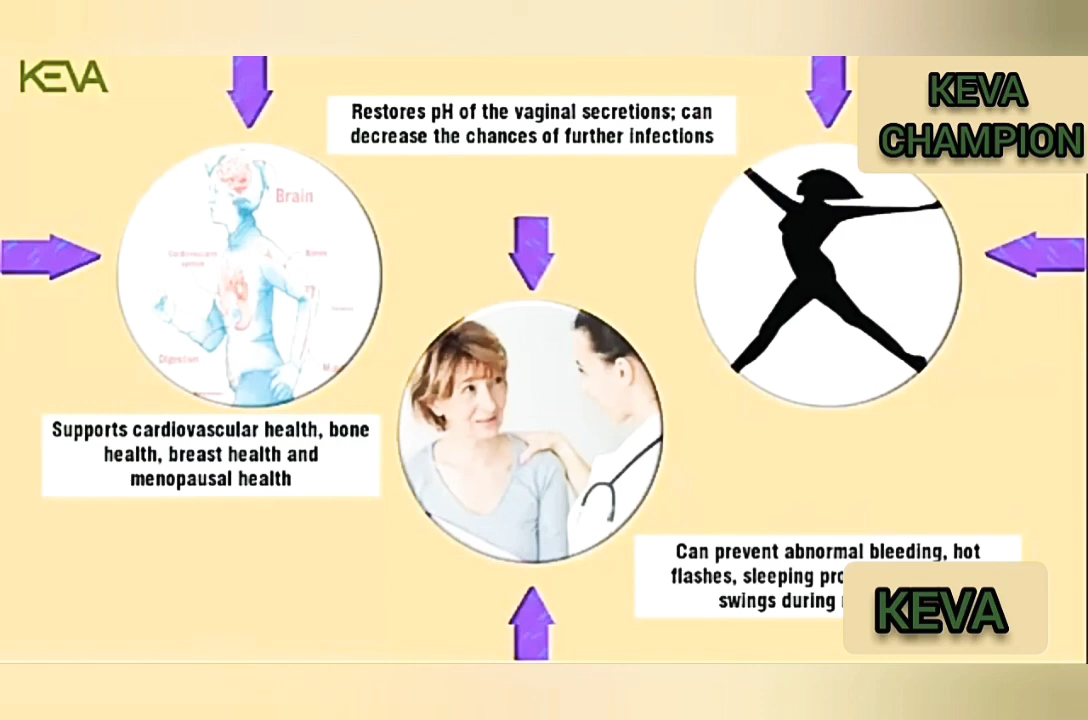 KEVA
KEVA
CHAMPION
Restores pH of the vaginal secretions; can
decrease the chances of further infections
Brain
Digestive
Supports cardiovascular health, bone
health, breast health and
menopausal health
Can prevent abnormal bleeding, hot
flashes, sleeping
swings during
KEVA